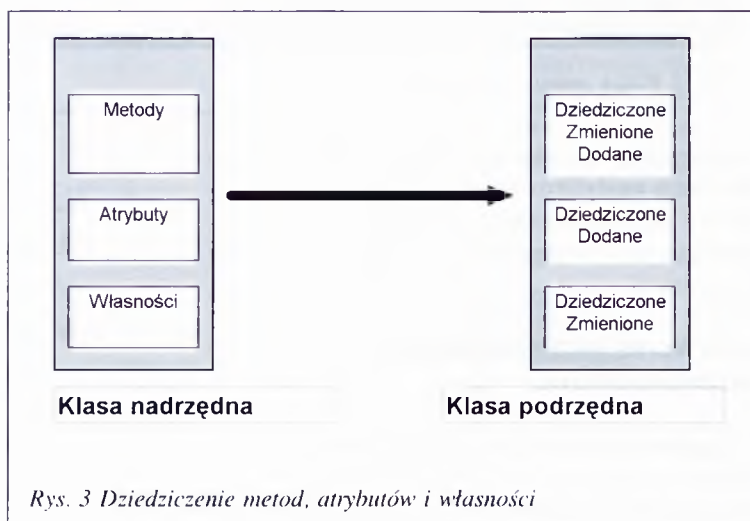 Metody
Atrybuty
Własności
Dziedziczone
Zmienione
Dodane
Dziedziczone
Dodane
Dziedziczone
Zmienione
Klasa nadrzędna
Klasa podrzędna
Rys. 3 Dziedziczenie metod, atrybutów i własności